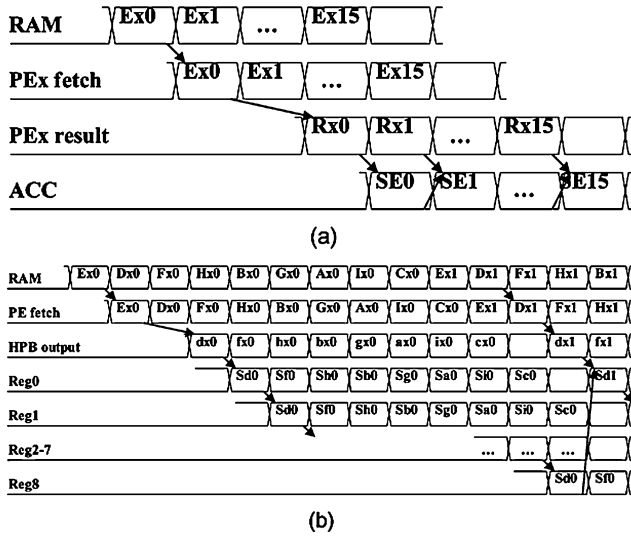 RAM Ex0 Ex1 ... Ex15
PEx fetch Ex0 Ex1 ... Ex15
PEx result Rx0 Rx1 ... Rx15
ACC SE0 SE1 ... SE15
(a)
RAM Ex0 Dx0 Fx0 Hx0 Bx0 Gx0 Ax0 Ix0 Cx0 Ex1 Dx1 Fx1 Hx1 Bx1
PE fetch Ex0 Dx0 Fx0 Hx0 Bx0 Gx0 Ax0 Ix0 Cx0 Ex1 Dx1 Fx1 Hx1
HPB output dx0 fx0 hx0 bx0 gx0 ax0 ix0 cx0 dx1 fx1
Reg0 Sd0 Sf0 Sh0 Sb0 Sg0 Sa0 Si0 Sc0 Sd1
Reg1 Sd0 Sf0 Sh0 Sb0 Sg0 Sa0 Si0 Sc0
Reg2-7 ... ... ...
Reg8 Sd0 Sf0
(b)